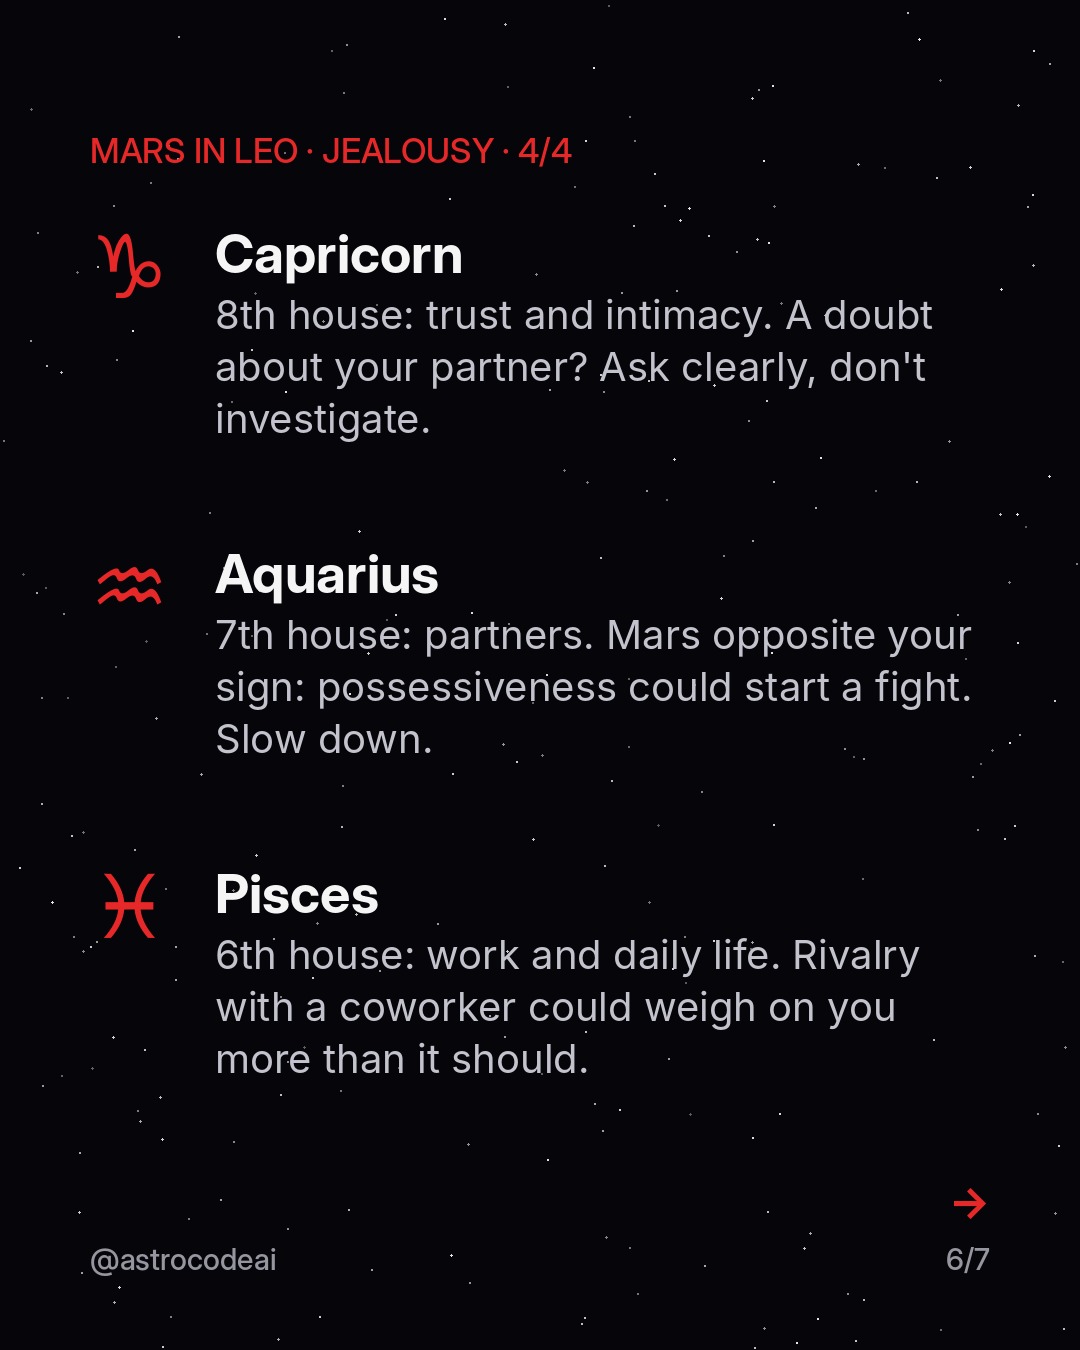 MARS IN LEO · JEALOUSY · 4/4
♑ Capricorn
8th house: trust and intimacy. A doubt
about your partner? Ask clearly, don't
investigate.
♒ Aquarius
7th house: partners. Mars opposite your
sign: possessiveness could start a fight.
Slow down.
♓ Pisces
6th house: work and daily life. Rivalry
with a coworker could weigh on you
more than it should.
→
@astrocodeai
6/7